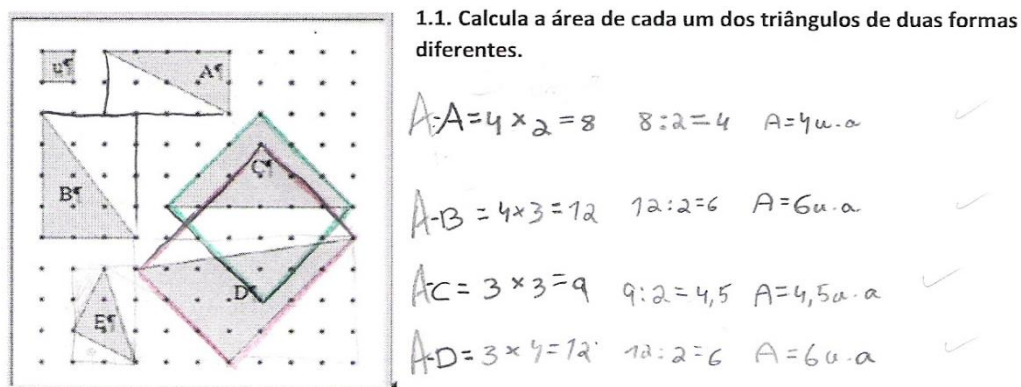 1.1. Calcula a área de cada um dos triângulos de duas formas
diferentes.
u¶
A¶
B¶
C¶
D¶
E¶
A-A=4×2=8 8:2=4 A=4u.a
A-B=4×3=12 12:2=6 A=6u.a
A-C=3×3=9 9:2=4,5 A=4,5u.a
A-D=3×4=12 12:2=6 A=6u.a